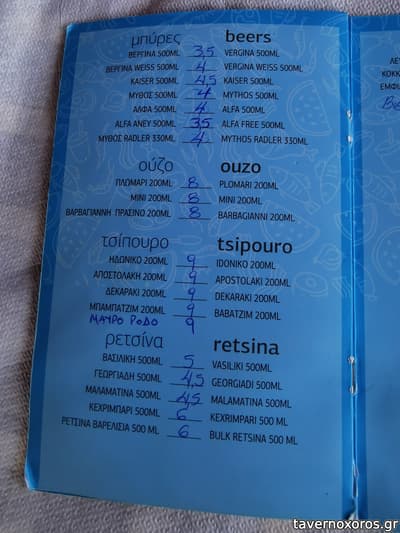 μπύρες beers
ΒΕΡΓΙΝΑ 500ML 3,5 VERGINA 500ML
ΒΕΡΓΙΝΑ WEISS 500ML 4 VERGINA WEISS 500ML
KAISER 500ML 4,5 KAISER 500ML
ΜΥΘΟΣ 500ML 4 MYTHOS 500ML
ΑΛΦΑ 500ML 4 ALFA 500ML
ALFA ΑΝΕΥ 500ML 3,5 ALFA FREE 500ML
ΜΥΘΟΣ RADLER 330ML 4 MYTHOS RADLER 330ML
ούζο ouzo
ΠΛΩΜΑΡΙ 200ML 8 PLOMARI 200ML
ΜΙΝΙ 200ML 8 MINI 200ML
ΒΑΡΒΑΓΙΑΝΝΗ ΠΡΑΣΙΝΟ 200ML 8 BARBAGIANNI 200ML
τσίπουρο tsipouro
ΗΔΩΝΙΚΟ 200ML 9 IDONIKO 200ML
ΑΠΟΣΤΟΛΑΚΗ 200ML 9 APOSTOLAKI 200ML
ΔΕΚΑΡΑΚΙ 200ML 9 DEKARAKI 200ML
ΜΠΑΜΠΑΤΖΙΜ 200ML 9 BABATZIM 200ML
ΜΑΥΡΟ ΡΟΔΟ 9
ρετσίνα retsina
ΒΑΣΙΛΙΚΗ 500ML 5 VASILIKI 500ML
ΓΕΩΡΓΙΑΔΗ 500ML 4,5 GEORGIADI 500ML
ΜΑΛΑΜΑΤΙΝΑ 500ML 4,5 MALAMATINA 500ML
ΚΕΧΡΙΜΠΑΡΙ 500ML 6 KEXRIMPARI 500ML
ΡΕΤΣΙΝΑ ΒΑΡΕΛΙΣΙΑ 500 ML 6 BULK RETSINA 500 ML
tavernoxoros.gr